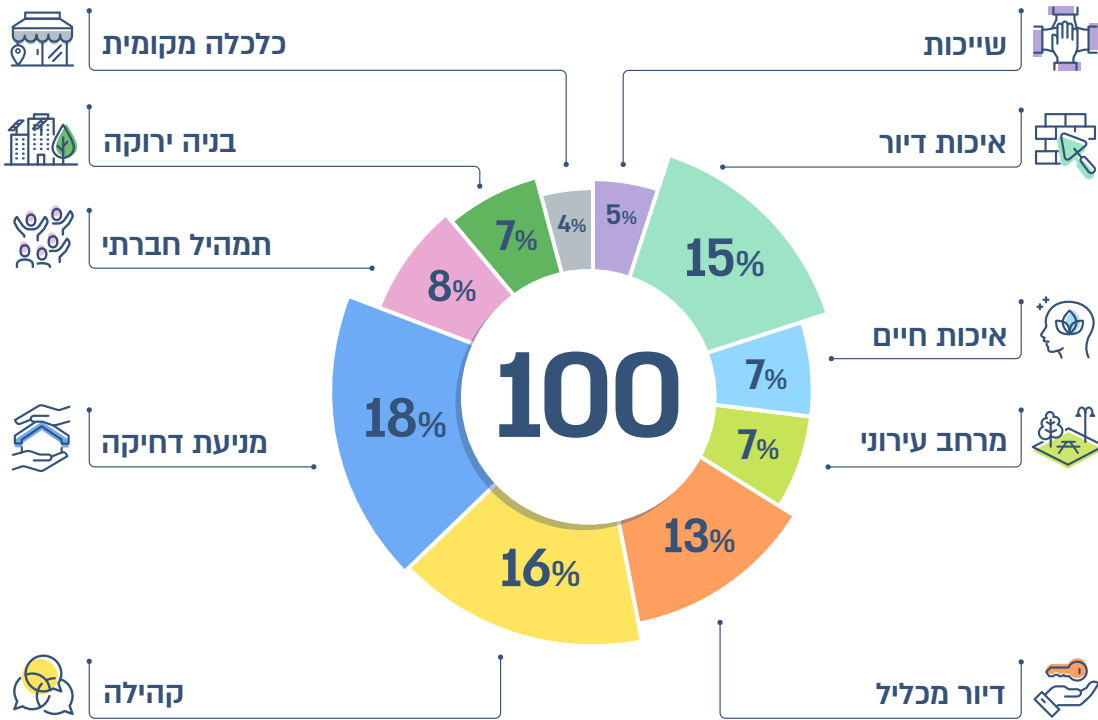 שייכות
כלכלה מקומית
איכות דיור
בניה ירוקה
תמהיל חברתי
איכות חיים
מרחב עירוני
מניעת דחיקה
דיור מכליל
קהילה
5%
15%
7%
7%
13%
16%
18%
8%
7%
4%
100